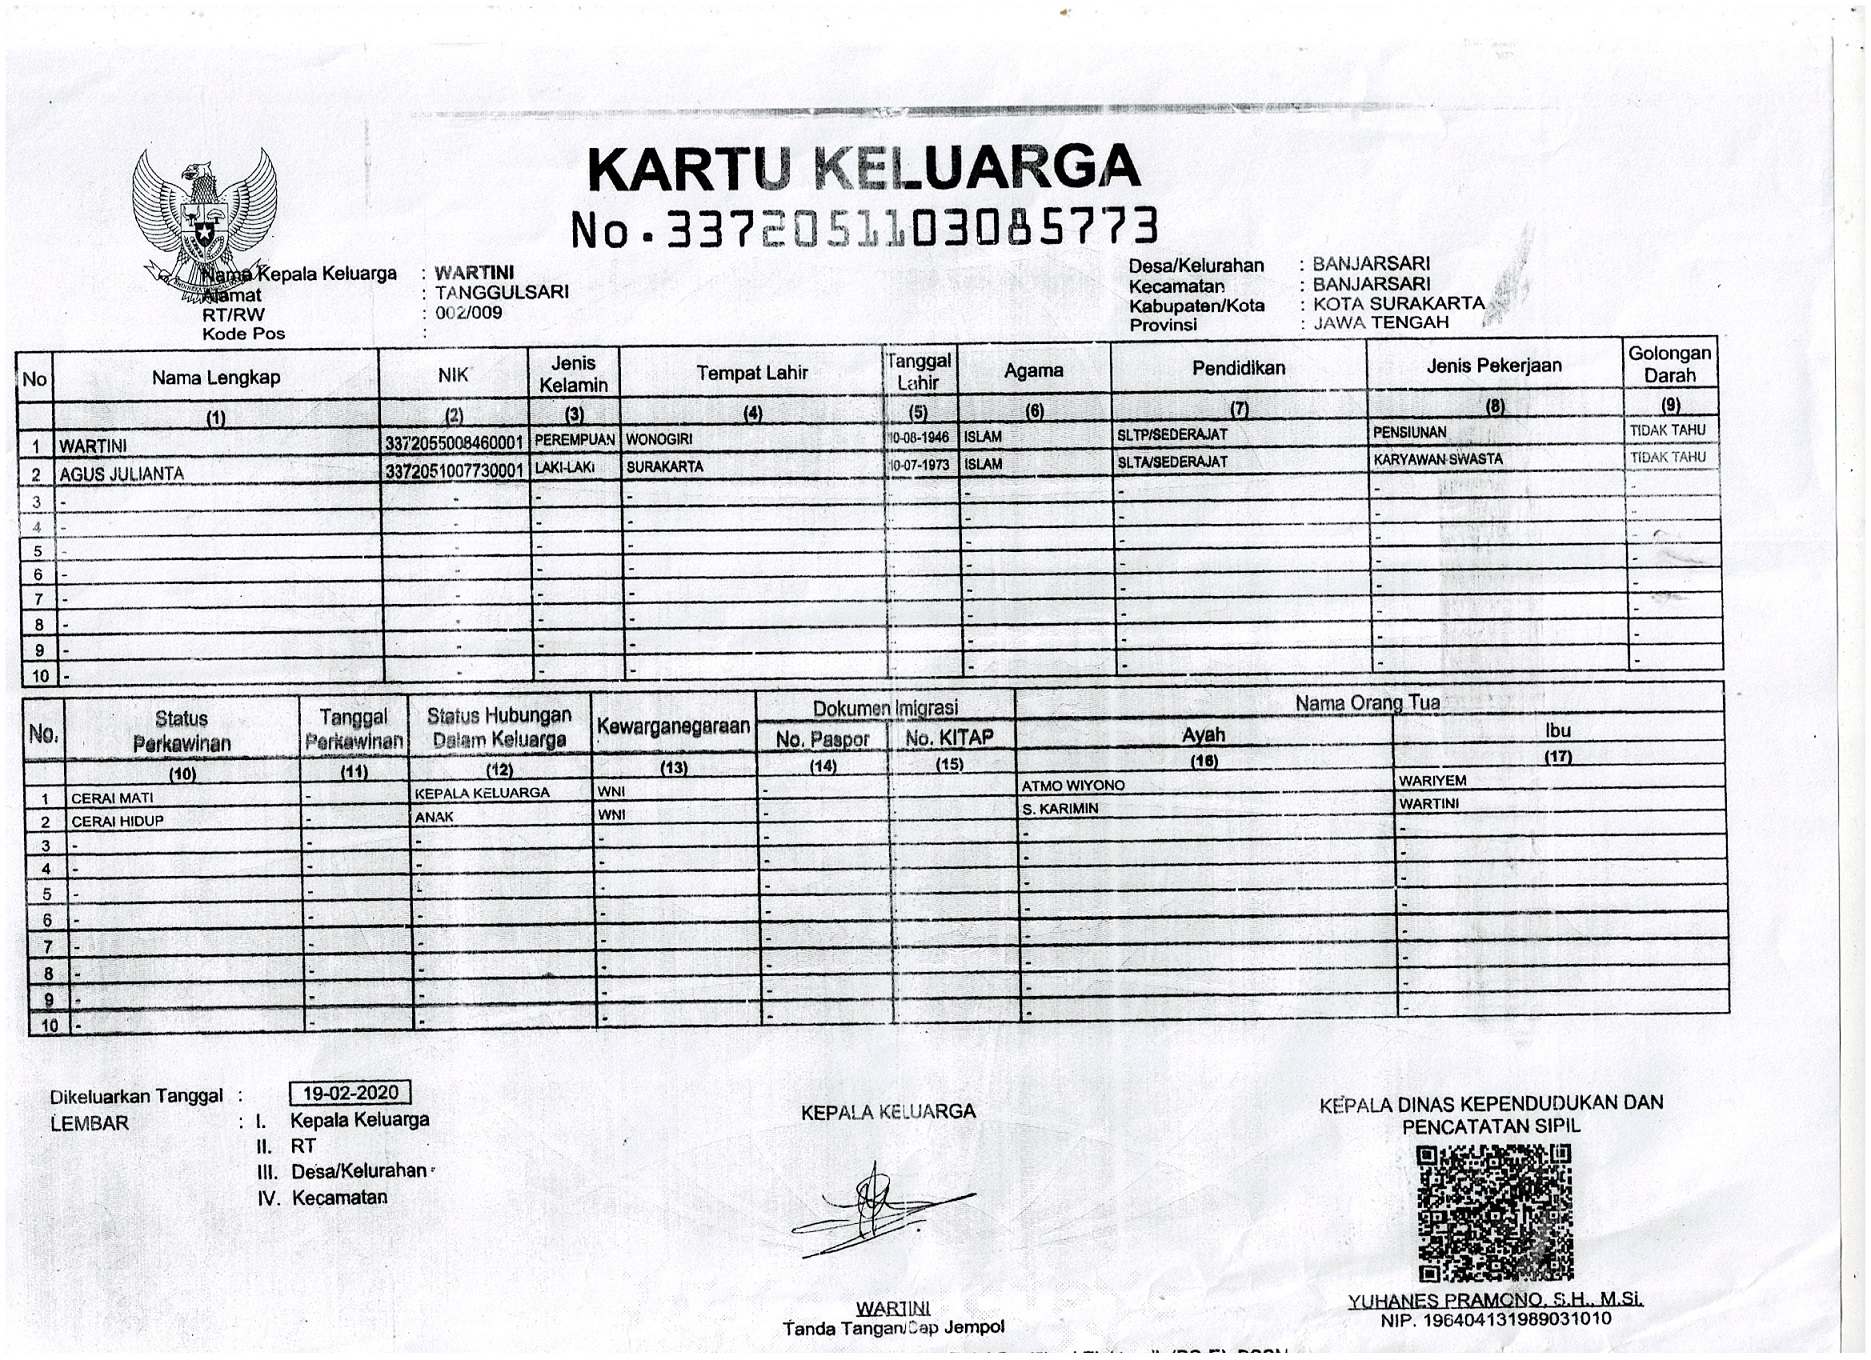 KARTU KELUARGA
No. 3372051103085773
Nama Kepala Keluarga : WARTINI
Alamat : TANGGULSARI
RT/RW : 002/009
Kode Pos :
Desa/Kelurahan : BANJARSARI
Kecamatan : BANJARSARI
Kabupaten/Kota : KOTA SURAKARTA
Provinsi : JAWA TENGAH
No Nama Lengkap NIK Jenis Kelamin Tempat Lahir Tanggal Lahir Agama Pendidikan Jenis Pekerjaan Golongan Darah
(1) (2) (3) (4) (5) (6) (7) (8) (9)
1 WARTINI 3372055008460001 PEREMPUAN WONOGIRI 10-08-1946 ISLAM SLTP/SEDERAJAT PENSIUNAN TIDAK TAHU
2 AGUS JULIANTA 3372051007730001 LAKI-LAKI SURAKARTA 10-07-1973 ISLAM SLTA/SEDERAJAT KARYAWAN SWASTA TIDAK TAHU
3 - - - - - - - - -
4 - - - - - - - - -
5 - - - - - - - - -
6 - - - - - - - - -
7 - - - - - - - - -
8 - - - - - - - - -
9 - - - - - - - - -
10 - - - - - - - - -
No. Status Perkawinan Tanggal Perkawinan Status Hubungan Dalam Keluarga Kewarganegaraan Dokumen Imigrasi Nama Orang Tua
No. Paspor No. KITAP Ayah Ibu
(10) (11) (12) (13) (14) (15) (16) (17)
1 CERAI MATI - KEPALA KELUARGA WNI - ATMO WIYONO WARIYEM
2 CERAI HIDUP - ANAK WNI - S. KARIMIN WARTINI
3 - - - - - - - -
4 - - - - - - - -
5 - - - - - - - -
6 - - - - - - - -
7 - - - - - - - -
8 - - - - - - - -
9 - - - - - - - -
10 - - - - - - - -
Dikeluarkan Tanggal : 19-02-2020
LEMBAR : I. Kepala Keluarga
II. RT
III. Desa/Kelurahan
IV. Kecamatan
KEPALA KELUARGA
WARTINI
Tanda Tangan/Cap Jempol
KEPALA DINAS KEPENDUDUKAN DAN
PENCATATAN SIPIL
YUHANES PRAMONO, S.H., M.Si.
NIP. 196404131989031010